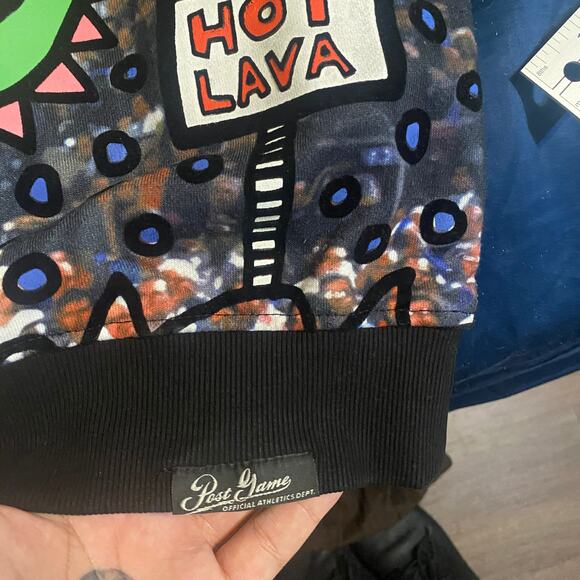 HOT
LAVA
Post Game
OFFICIAL ATHLETICS DEPT.